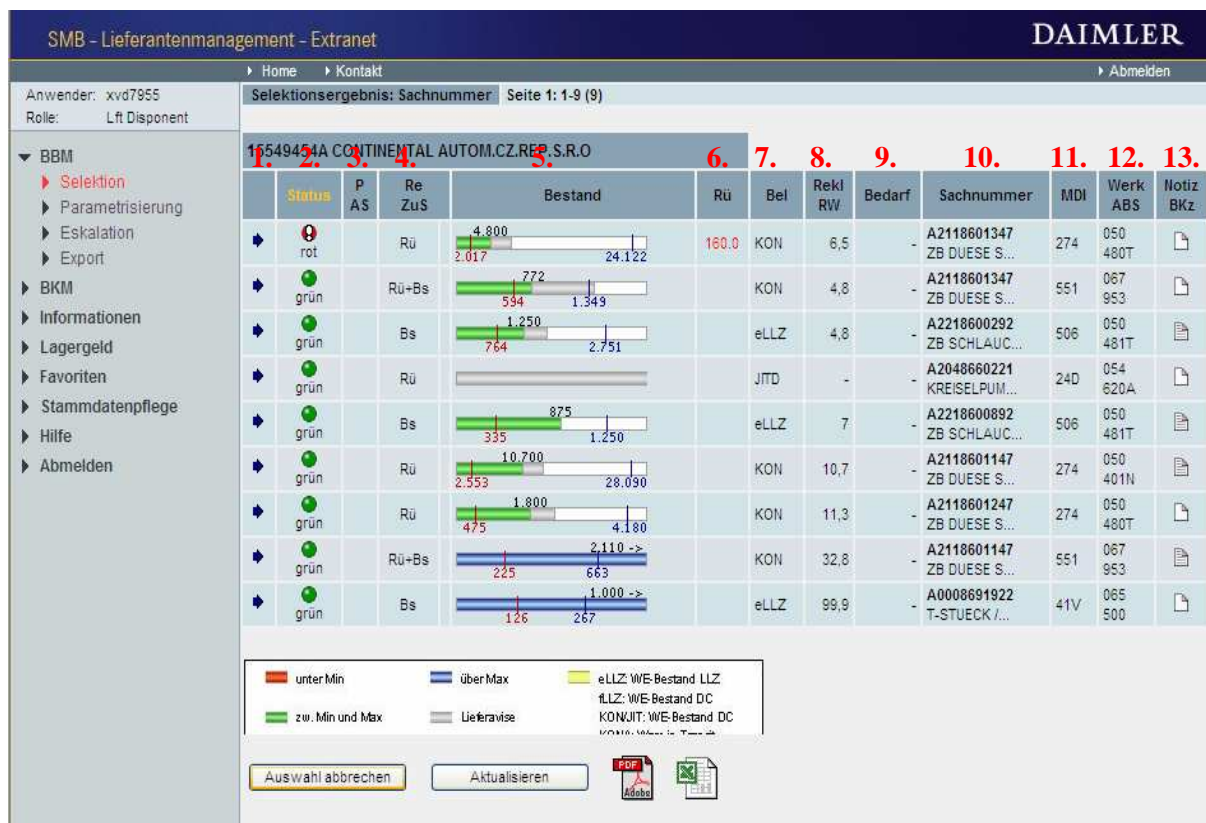 SMB - Lieferantenmanagement - Extranet
DAIMLER
Home Kontakt Abmelden
Anwender: xvd7955
Rolle: Lft Disponent
Selektionsergebnis: Sachnummer Seite 1: 1-9 (9)
BBM
Selektion
Parametrisierung
Eskalation
Export
BKM
Informationen
Lagergeld
Favoriten
Stammdatenpflege
Hilfe
Abmelden
15549454A CONTINENTAL AUTOM.CZ.REP.S.R.O
1. 2. 3. 4. 5. 6. 7. 8. 9. 10. 11. 12. 13.
Status P AS Re ZuS Bestand Rü Bel Rekl RW Bedarf Sachnummer MDI Werk ABS Notiz BKz
rot Rü 4.800 2.017 24.122 160.0 KON 6,5 - A2118601347 ZB DUESE S... 274 050 480T
grün Rü+Bs 772 594 1.349 KON 4,8 - A2118601347 ZB DUESE S... 551 067 953
grün Bs 1.250 764 2.751 eLLZ 4,8 - A2218600292 ZB SCHLAUC... 506 050 481T
grün Rü JITD - - A2048660221 KREISELPUM... 24D 054 620A
grün Bs 875 335 1.250 eLLZ 7 - A2218600892 ZB SCHLAUC... 506 050 481T
grün Rü 10.700 2.553 28.090 KON 10,7 - A2118601147 ZB DUESE S... 274 050 401N
grün Rü 1.800 475 4.180 KON 11,3 - A2118601247 ZB DUESE S... 274 050 480T
grün Rü+Bs 2,110 -> 225 663 KON 32,8 - A2118601147 ZB DUESE S... 551 067 953
grün Bs 1.000 -> 126 267 eLLZ 99,9 - A0008691922 T-STUECK /... 41V 065 500
unter Min über Max eLLZ: WE-Bestand LLZ
fLLZ: WE-Bestand DC
zw. Min und Max Lieferavise KON/JIT: WE-Bestand DC
Auswahl abbrechen Aktualisieren PDF Adobe